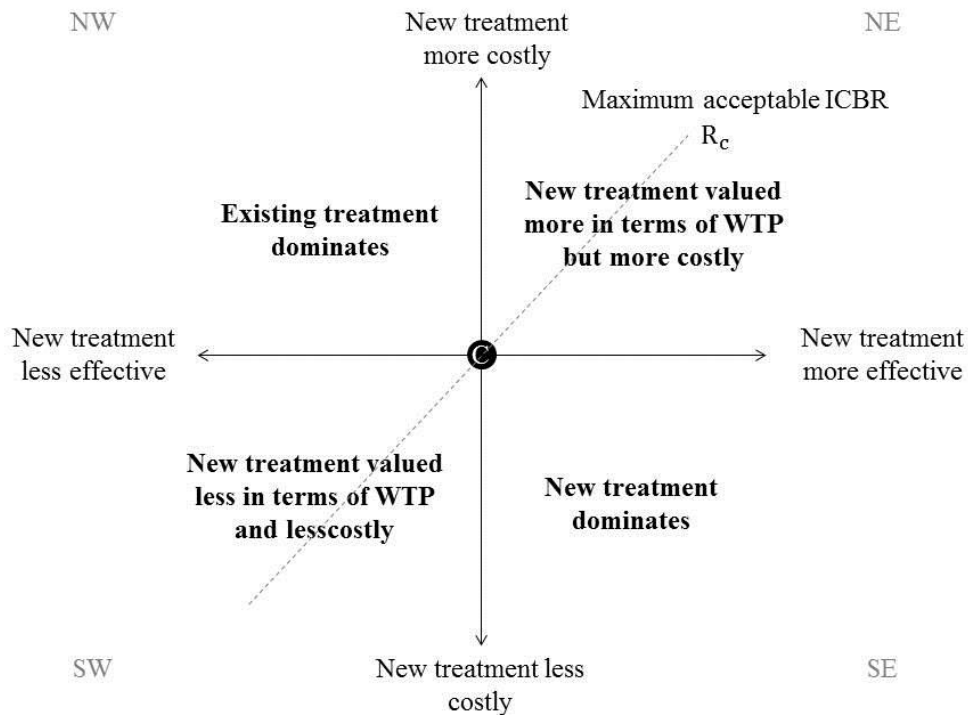 NW
New treatment
more costly
NE
Maximum acceptable ICBR
Rc
Existing treatment
dominates
New treatment valued
more in terms of WTP
but more costly
New treatment
less effective
C
New treatment
more effective
New treatment valued
less in terms of WTP
and lesscostly
New treatment
dominates
SW
New treatment less
costly
SE